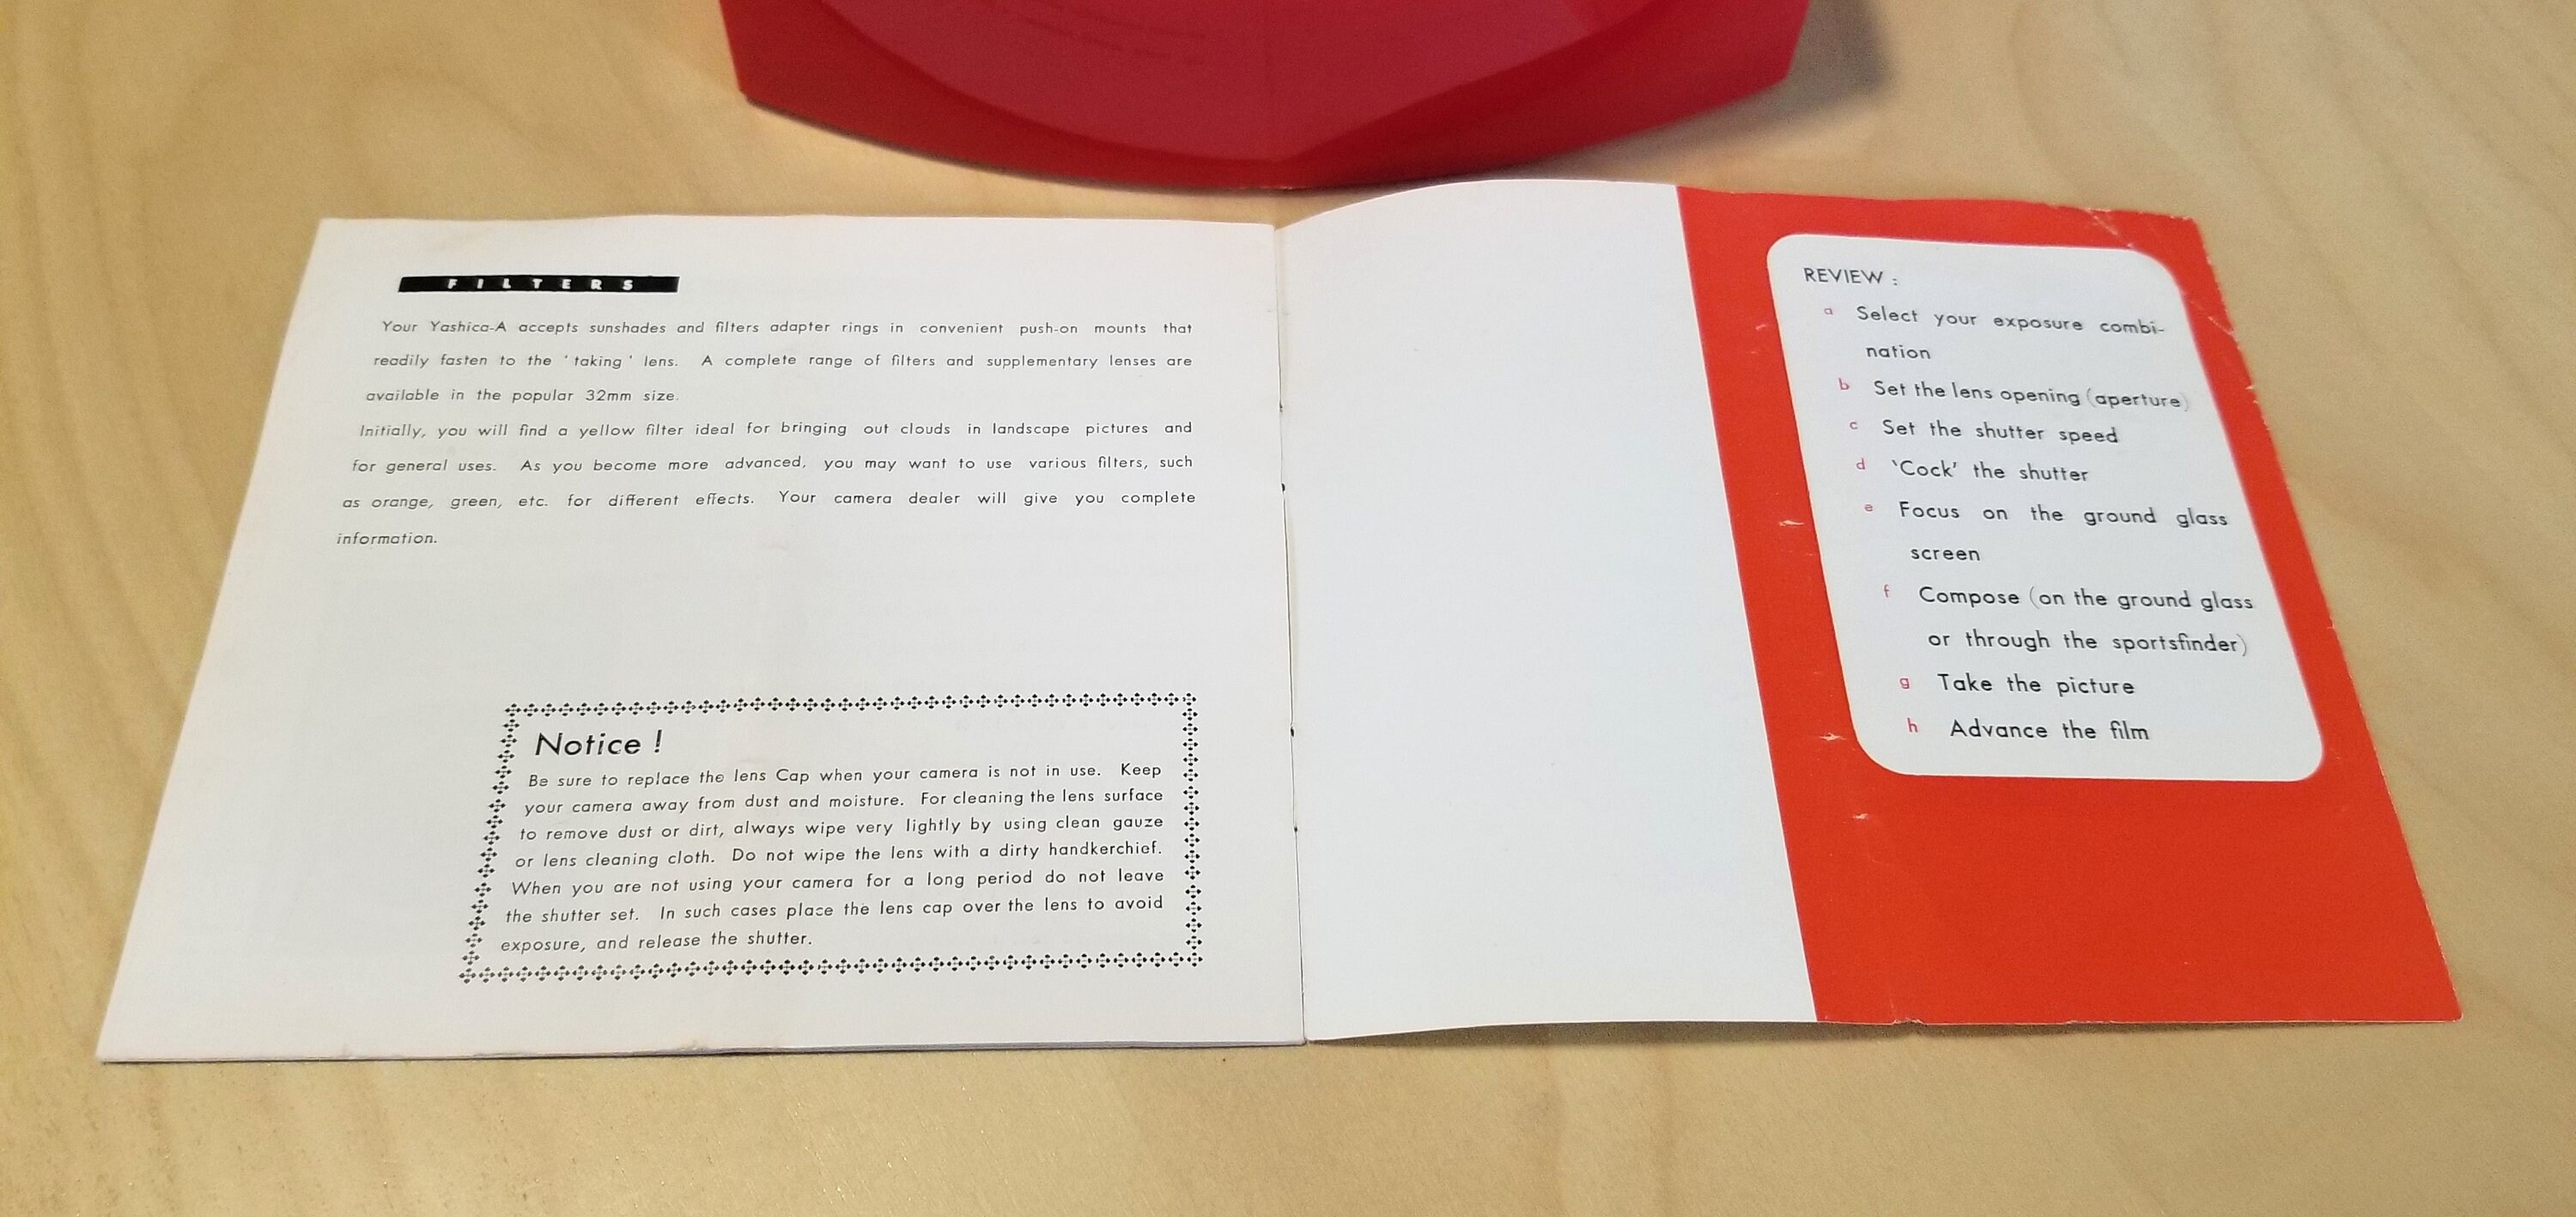 FILTERS
Your Yashica-A accepts sunshades and filters adapter rings in convenient push-on mounts that
readily fasten to the 'taking' lens. A complete range of filters and supplementary lenses are
available in the popular 32mm size.
Initially, you will find a yellow filter ideal for bringing out clouds in landscape pictures and
for general uses. As you become more advanced, you may want to use various filters, such
as orange, green, etc. for different effects. Your camera dealer will give you complete
information.
Notice !
Be sure to replace the lens Cap when your camera is not in use. Keep
your camera away from dust and moisture. For cleaning the lens surface
to remove dust or dirt, always wipe very lightly by using clean gauze
or lens cleaning cloth. Do not wipe the lens with a dirty handkerchief.
When you are not using your camera for a long period do not leave
the shutter set. In such cases place the lens cap over the lens to avoid
exposure, and release the shutter.
REVIEW :
a Select your exposure combi-
nation
b Set the lens opening (aperture)
c Set the shutter speed
d 'Cock' the shutter
e Focus on the ground glass
screen
f Compose (on the ground glass
or through the sportsfinder)
g Take the picture
h Advance the film